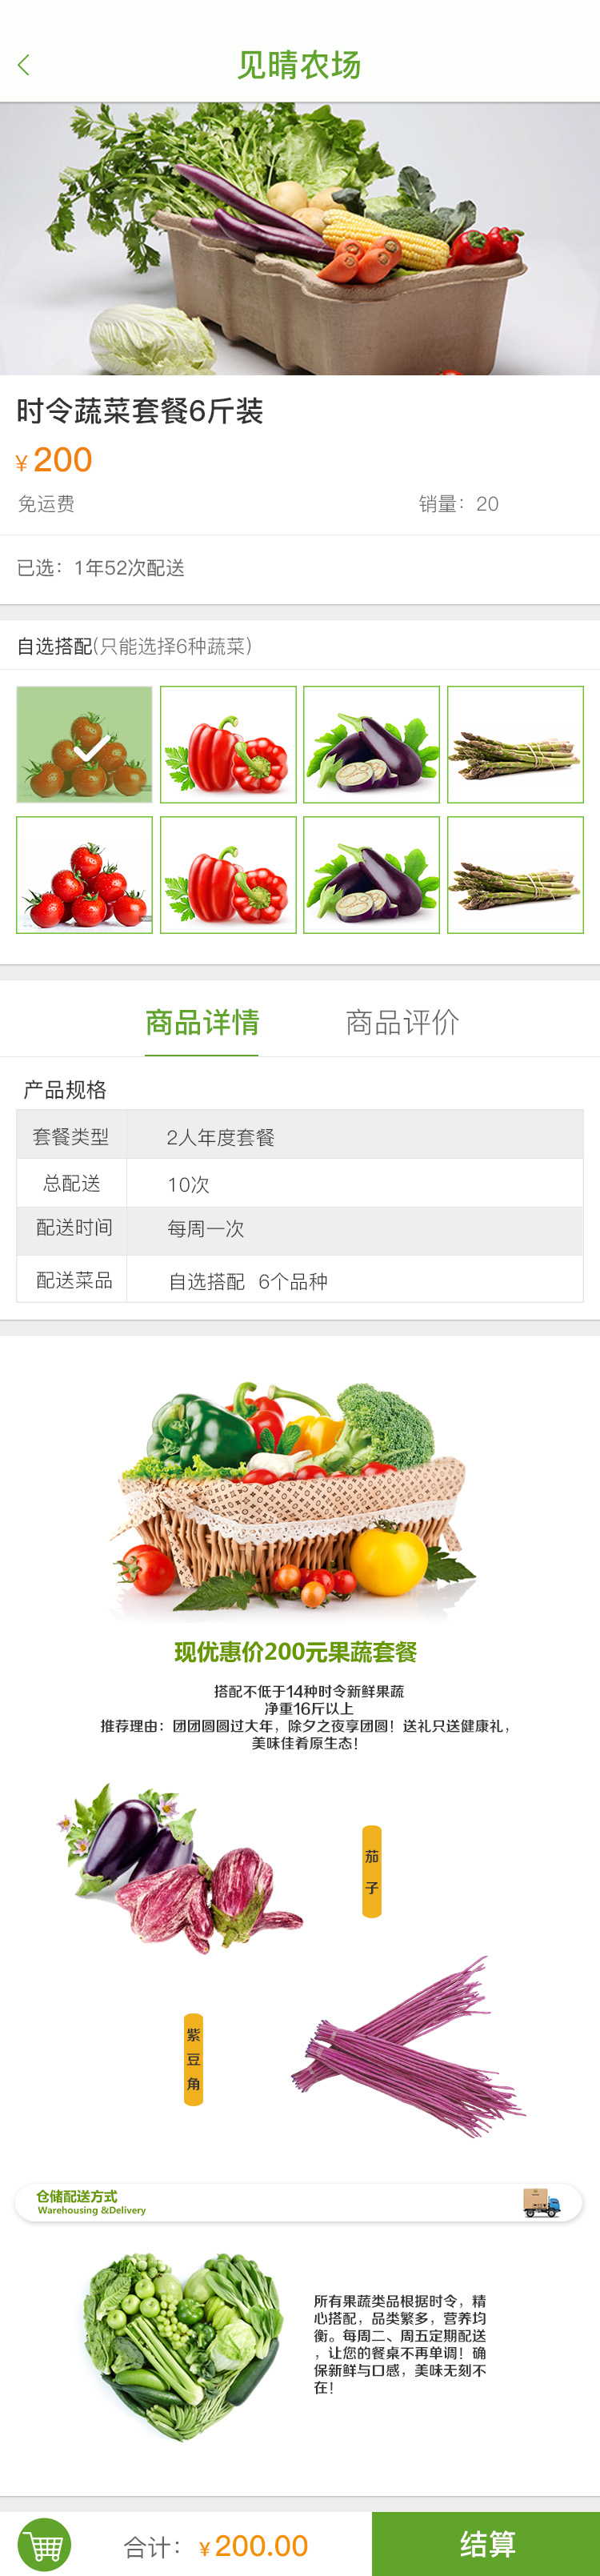 见晴农场
时令蔬菜套餐6斤装
¥200
免运费 销量：20
已选：1年52次配送
自选搭配(只能选择6种蔬菜)
商品详情 商品评价
产品规格
套餐类型 2人年度套餐
总配送 10次
配送时间 每周一次
配送菜品 自选搭配 6个品种
现优惠价200元果蔬套餐
搭配不低于14种时令新鲜果蔬
净重16斤以上
推荐理由：团团圆圆过大年，除夕之夜享团圆！送礼只送健康礼，
美味佳肴原生态！
茄子
紫豆角
仓储配送方式
Warehousing &Delivery
所有果蔬类品根据时令，精
心搭配，品类繁多，营养均
衡。每周二、周五定期配送
，让您的餐桌不再单调！确
保新鲜与口感，美味无刻不
在！
合计：¥200.00 结算